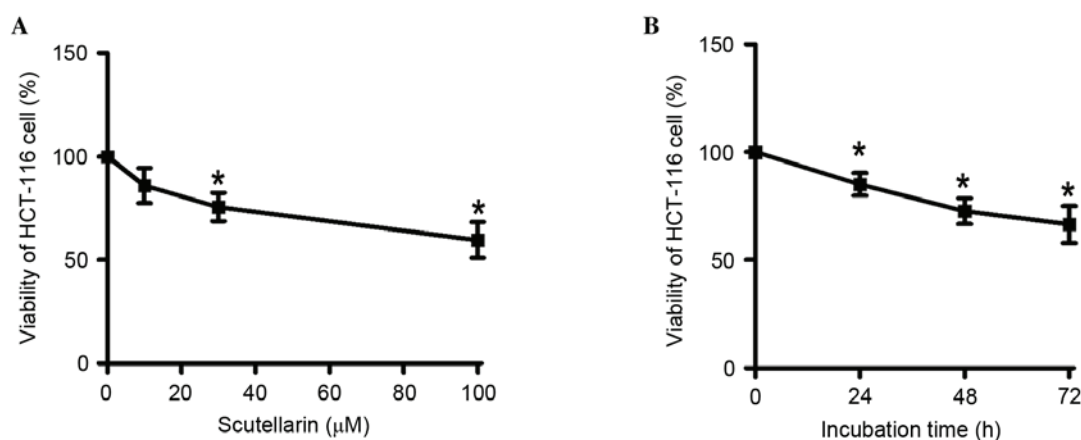 A
150
100
50
0
Viability of HCT-116 cell (%)
*
*
0 20 40 60 80 100
Scutellarin (μM)
B
150
100
50
0
Viability of HCT-116 cell (%)
*
*
*
0 24 48 72
Incubation time (h)